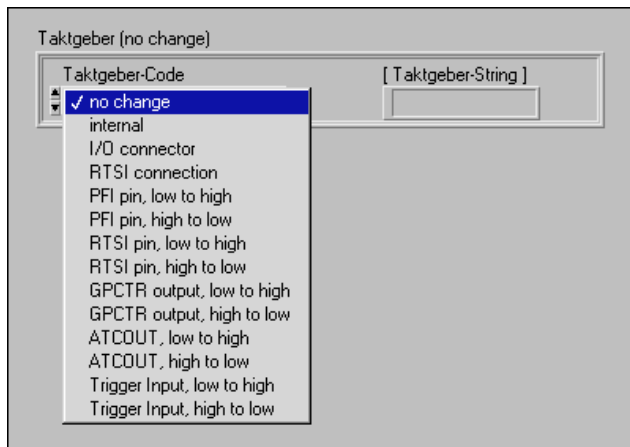 Taktgeber (no change)
Taktgeber-Code
[ Taktgeber-String ]
✓ no change
internal
I/O connector
RTSI connection
PFI pin, low to high
PFI pin, high to low
RTSI pin, low to high
RTSI pin, high to low
GPCTR output, low to high
GPCTR output, high to low
ATCOUT, low to high
ATCOUT, high to low
Trigger Input, low to high
Trigger Input, high to low